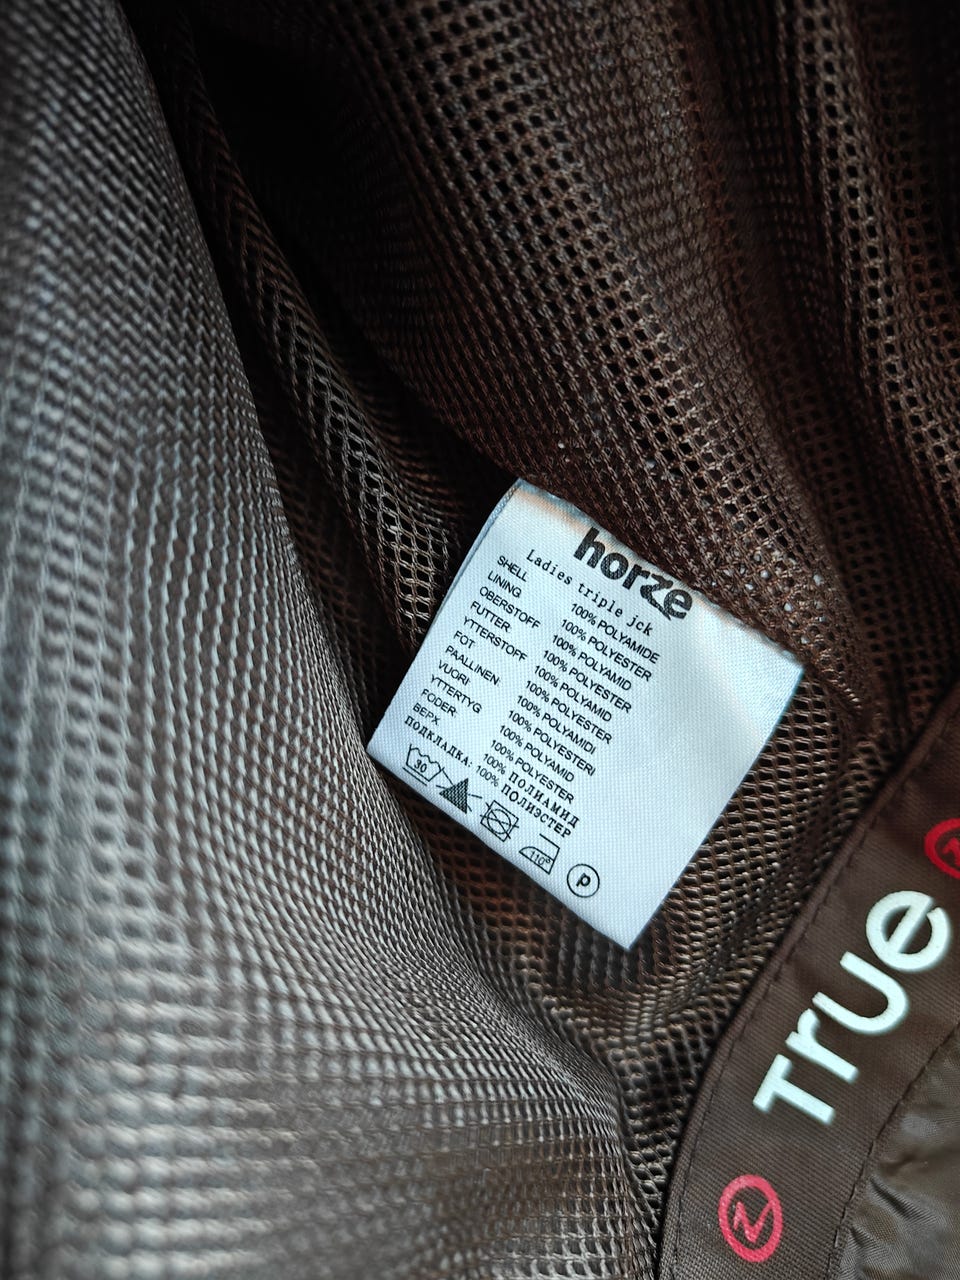 horze
Ladies triple jck
SHELL 100% POLYAMIDE
LINING 100% POLYESTER
OBERSTOFF 100% POLYAMID
FUTTER 100% POLYESTER
YTTERSTOFF 100% POLYAMID
FOT 100% POLYESTER
PAALLINEN: 100% POLYAMIDI
VUORI 100% POLYESTERI
YTTERTYG 100% POLYAMID
FODER: 100% POLYESTER
ВЕРХ 100% ПОЛИАМИД
ПОДКЛАДКА: 100% ПОЛИЭСТЕР
30
110°
P
True